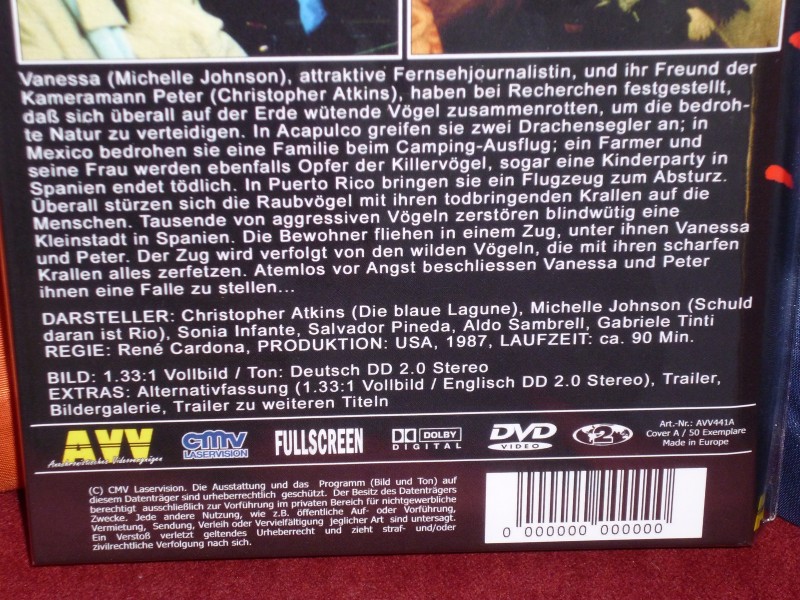 Vanessa (Michelle Johnson), attraktive Fernsehjournalistin, und ihr Freund der
Kameramann Peter (Christopher Atkins), haben bei Recherchen festgestellt,
daß sich überall auf der Erde wütende Vögel zusammenrotten, um die bedroh-
te Natur zu verteidigen. In Acapulco greifen sie zwei Drachensegler an; in
Mexico bedrohen sie eine Familie beim Camping-Ausflug; ein Farmer und
seine Frau werden ebenfalls Opfer der Killervögel, sogar eine Kinderparty in
Spanien endet tödlich. In Puerto Rico bringen sie ein Flugzeug zum Absturz.
Überall stürzen sich die Raubvögel mit ihren todbringenden Krallen auf die
Menschen. Tausende von aggressiven Vögeln zerstören blindwütig eine
Kleinstadt in Spanien. Die Bewohner fliehen in einem Zug, unter ihnen Vanessa
und Peter. Der Zug wird verfolgt von den wilden Vögeln, die mit ihren scharfen
Krallen alles zerfetzen. Atemlos vor Angst beschliessen Vanessa und Peter
ihnen eine Falle zu stellen...
DARSTELLER: Christopher Atkins (Die blaue Lagune), Michelle Johnson (Schuld
daran ist Rio), Sonia Infante, Salvador Pineda, Aldo Sambrell, Gabriele Tinti
REGIE: René Cardona, PRODUKTION: USA, 1987, LAUFZEIT: ca. 90 Min.
BILD: 1.33:1 Vollbild / Ton: Deutsch DD 2.0 Stereo
EXTRAS: Alternativfassung (1.33:1 Vollbild / Englisch DD 2.0 Stereo), Trailer,
Bildergalerie, Trailer zu weiteren Titeln
AVV
Ausserirdisches Videovergnügen
CMV
LASERVISION
FULLSCREEN
DOLBY
DIGITAL
DVD
VIDEO
2
Art.-Nr.: AVV441A
Cover A / 50 Exemplare
Made in Europe
(C) CMV Laservision. Die Ausstattung und das Programm (Bild und Ton) auf
diesem Datenträger sind urheberrechtlich geschützt. Der Besitz des Datenträgers
berechtigt ausschließlich zur Vorführung im privaten Bereich für nichtgewerbliche
Zwecke. Jede andere Nutzung, wie z.B. öffentliche Auf- oder Vorführung,
Vermietung, Sendung, Verleih oder Vervielfältigung jeglicher Art sind untersagt.
Ein Verstoß verletzt geltendes Urheberrecht und zieht straf- und/oder
zivilrechtliche Verfolgung nach sich.
0 000000 000000